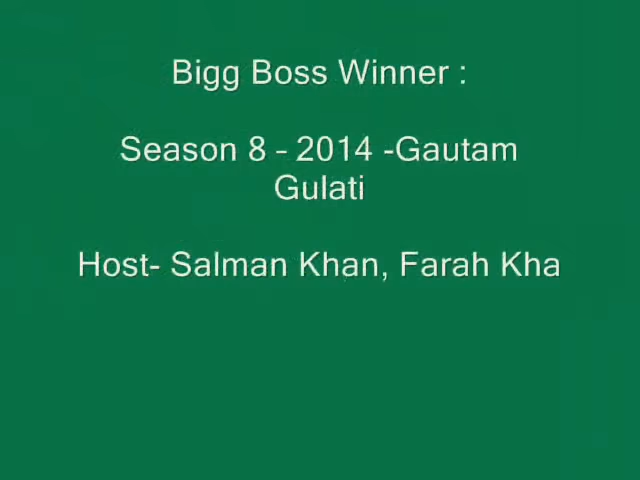 Bigg Boss Winner :
Season 8 – 2014 -Gautam
Gulati
Host- Salman Khan, Farah Kha